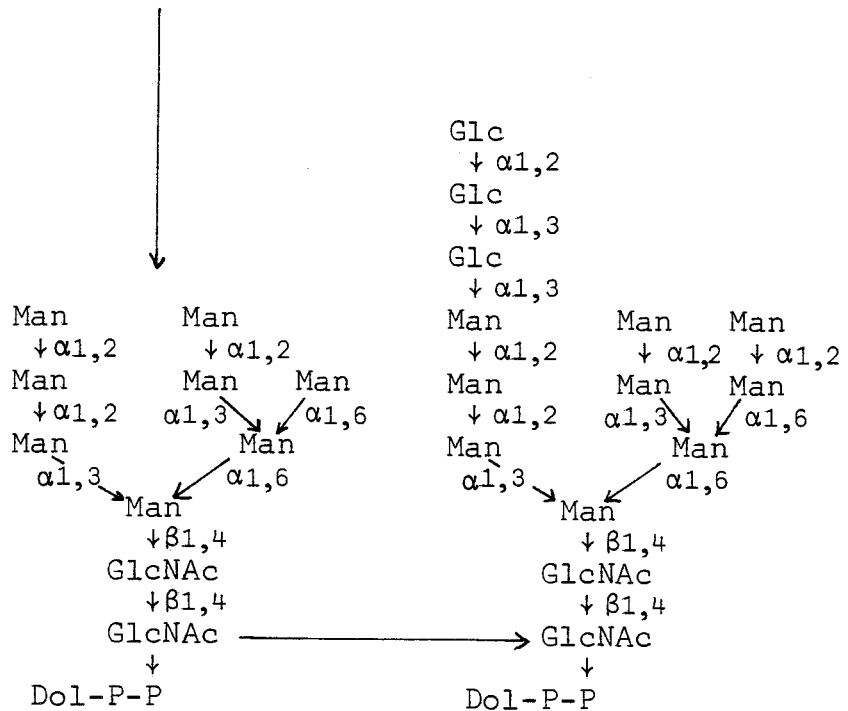 Glc
↓ α1,2
Glc
↓ α1,3
Glc
↓ α1,3
Man Man Man Man Man
↓α1,2 ↓α1,2 ↓α1,2 ↓α1,2 ↓α1,2
Man Man Man Man Man Man
↓α1,2 α1,3 α1,6 ↓α1,2 α1,3 α1,6
Man Man Man Man
α1,3 α1,6 α1,3 α1,6
Man Man
↓β1,4 ↓β1,4
GlcNAc GlcNAc
↓β1,4 ↓β1,4
GlcNAc → GlcNAc
↓ ↓
Dol-P-P Dol-P-P